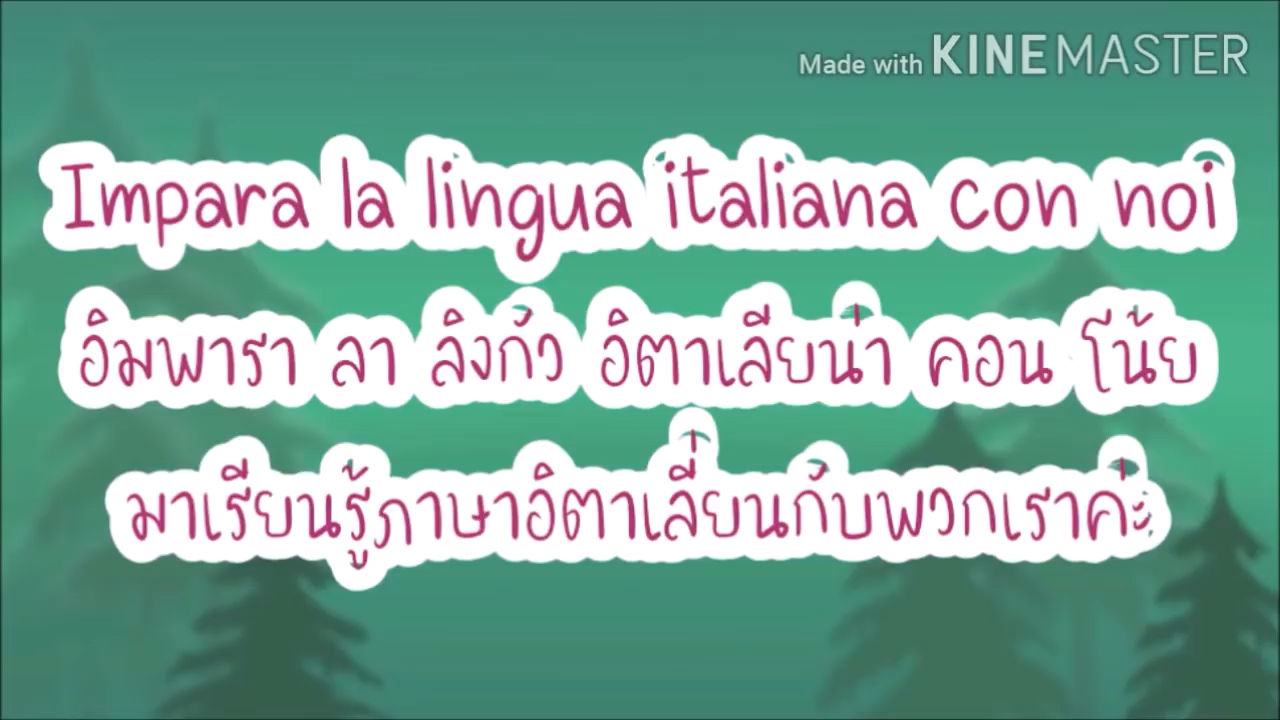 Made with KINEMASTER
Impara la lingua italiana con noi
อิมพารา ลา ลิงก้ว อิตาเลียน่า คอน โน้ย
มาเรียนรู้ภาษาอิตาเลี่ยนกับพวกเราค่ะ